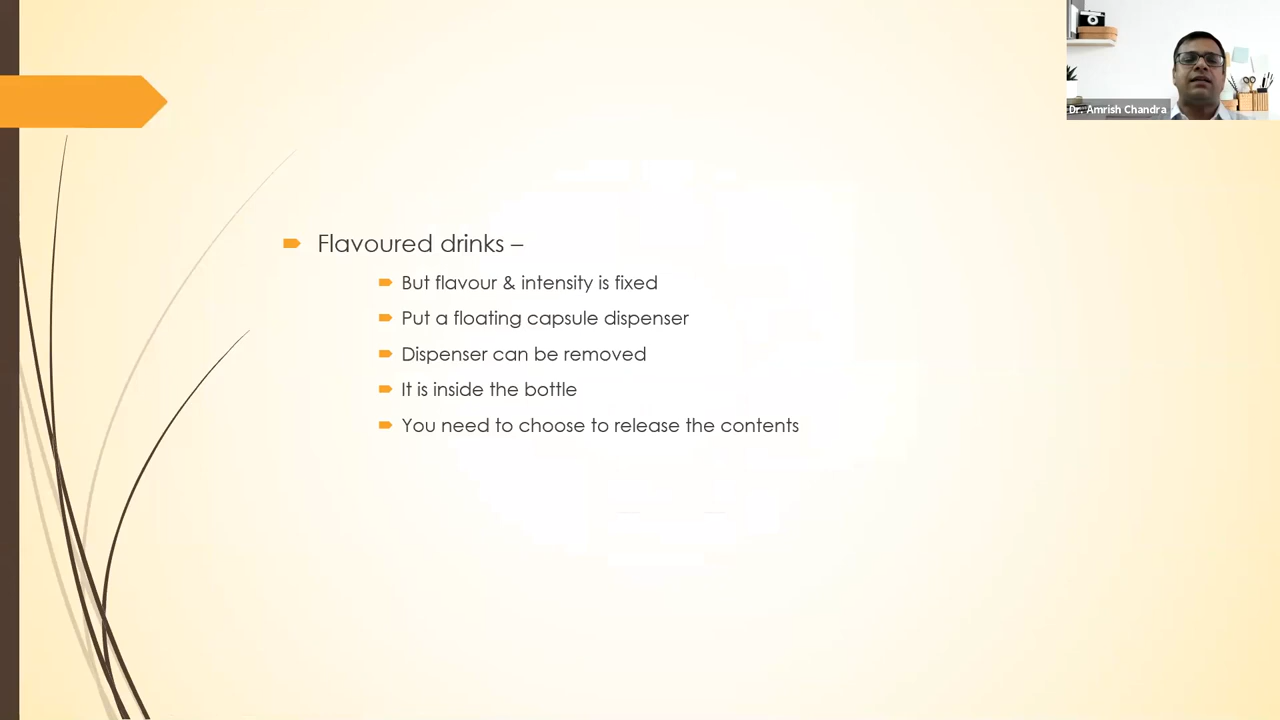 Dr. Amrish Chandra
Flavoured drinks –
But flavour & intensity is fixed
Put a floating capsule dispenser
Dispenser can be removed
It is inside the bottle
You need to choose to release the contents